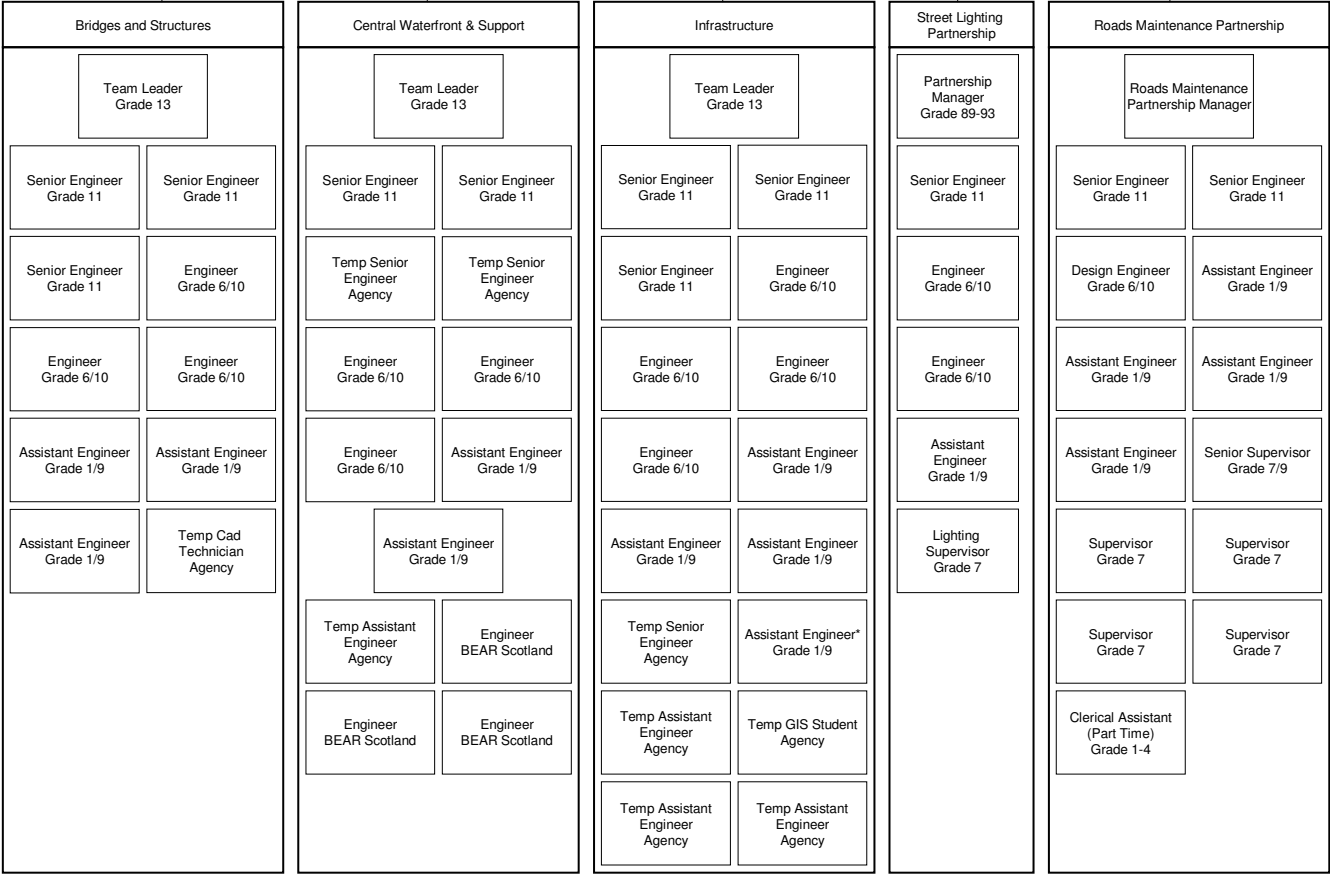 Bridges and Structures
Team Leader
Grade 13
Senior Engineer
Grade 11
Senior Engineer
Grade 11
Senior Engineer
Grade 11
Engineer
Grade 6/10
Engineer
Grade 6/10
Engineer
Grade 6/10
Assistant Engineer
Grade 1/9
Assistant Engineer
Grade 1/9
Assistant Engineer
Grade 1/9
Temp Cad
Technician
Agency
Central Waterfront & Support
Team Leader
Grade 13
Senior Engineer
Grade 11
Senior Engineer
Grade 11
Temp Senior
Engineer
Agency
Temp Senior
Engineer
Agency
Engineer
Grade 6/10
Engineer
Grade 6/10
Engineer
Grade 6/10
Assistant Engineer
Grade 1/9
Assistant Engineer
Grade 1/9
Temp Assistant
Engineer
Agency
Engineer
BEAR Scotland
Engineer
BEAR Scotland
Engineer
BEAR Scotland
Infrastructure
Team Leader
Grade 13
Senior Engineer
Grade 11
Senior Engineer
Grade 11
Senior Engineer
Grade 11
Engineer
Grade 6/10
Engineer
Grade 6/10
Engineer
Grade 6/10
Engineer
Grade 6/10
Assistant Engineer
Grade 1/9
Assistant Engineer
Grade 1/9
Assistant Engineer
Grade 1/9
Temp Senior
Engineer
Agency
Assistant Engineer*
Grade 1/9
Temp Assistant
Engineer
Agency
Temp GIS Student
Agency
Temp Assistant
Engineer
Agency
Temp Assistant
Engineer
Agency
Street Lighting
Partnership
Partnership
Manager
Grade 89-93
Senior Engineer
Grade 11
Engineer
Grade 6/10
Engineer
Grade 6/10
Assistant
Engineer
Grade 1/9
Lighting
Supervisor
Grade 7
Roads Maintenance Partnership
Roads Maintenance
Partnership Manager
Senior Engineer
Grade 11
Senior Engineer
Grade 11
Design Engineer
Grade 6/10
Assistant Engineer
Grade 1/9
Assistant Engineer
Grade 1/9
Assistant Engineer
Grade 1/9
Assistant Engineer
Grade 1/9
Senior Supervisor
Grade 7/9
Supervisor
Grade 7
Supervisor
Grade 7
Supervisor
Grade 7
Supervisor
Grade 7
Clerical Assistant
(Part Time)
Grade 1-4